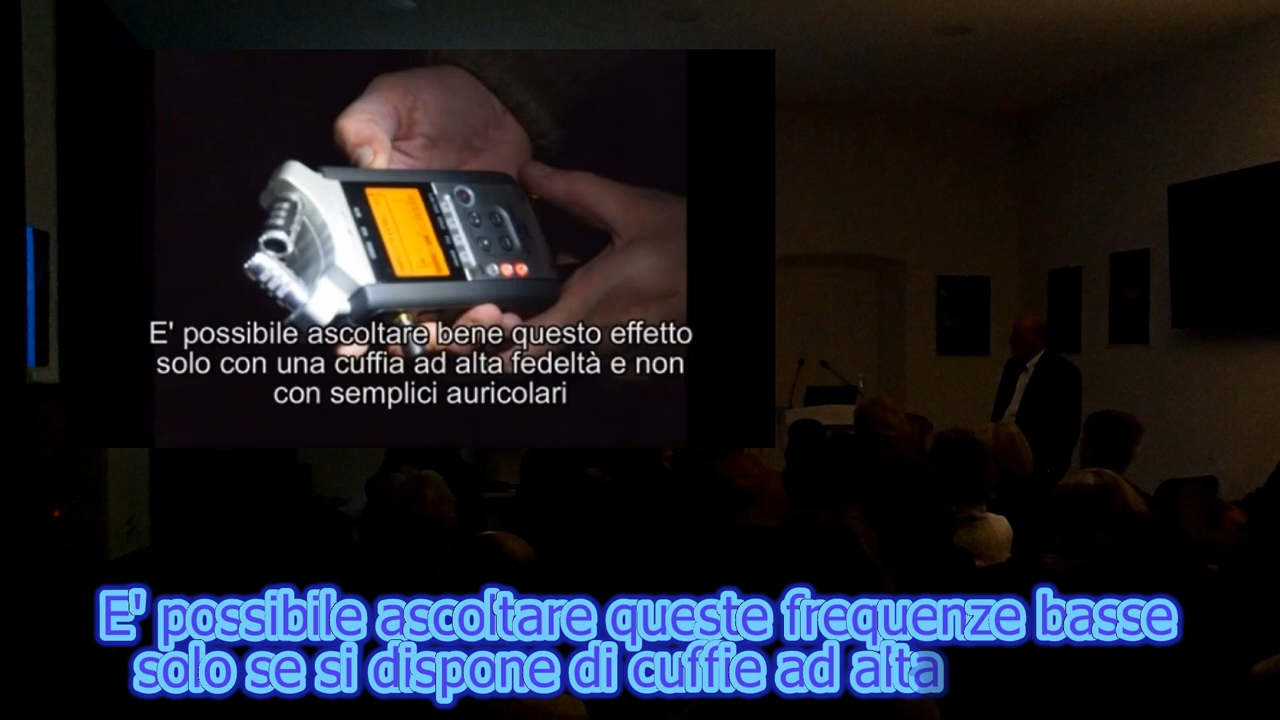 E' possibile ascoltare bene questo effetto
solo con una cuffia ad alta fedeltà e non
con semplici auricolari
E' possibile ascoltare queste frequenze basse
solo se si dispone di cuffie ad alta